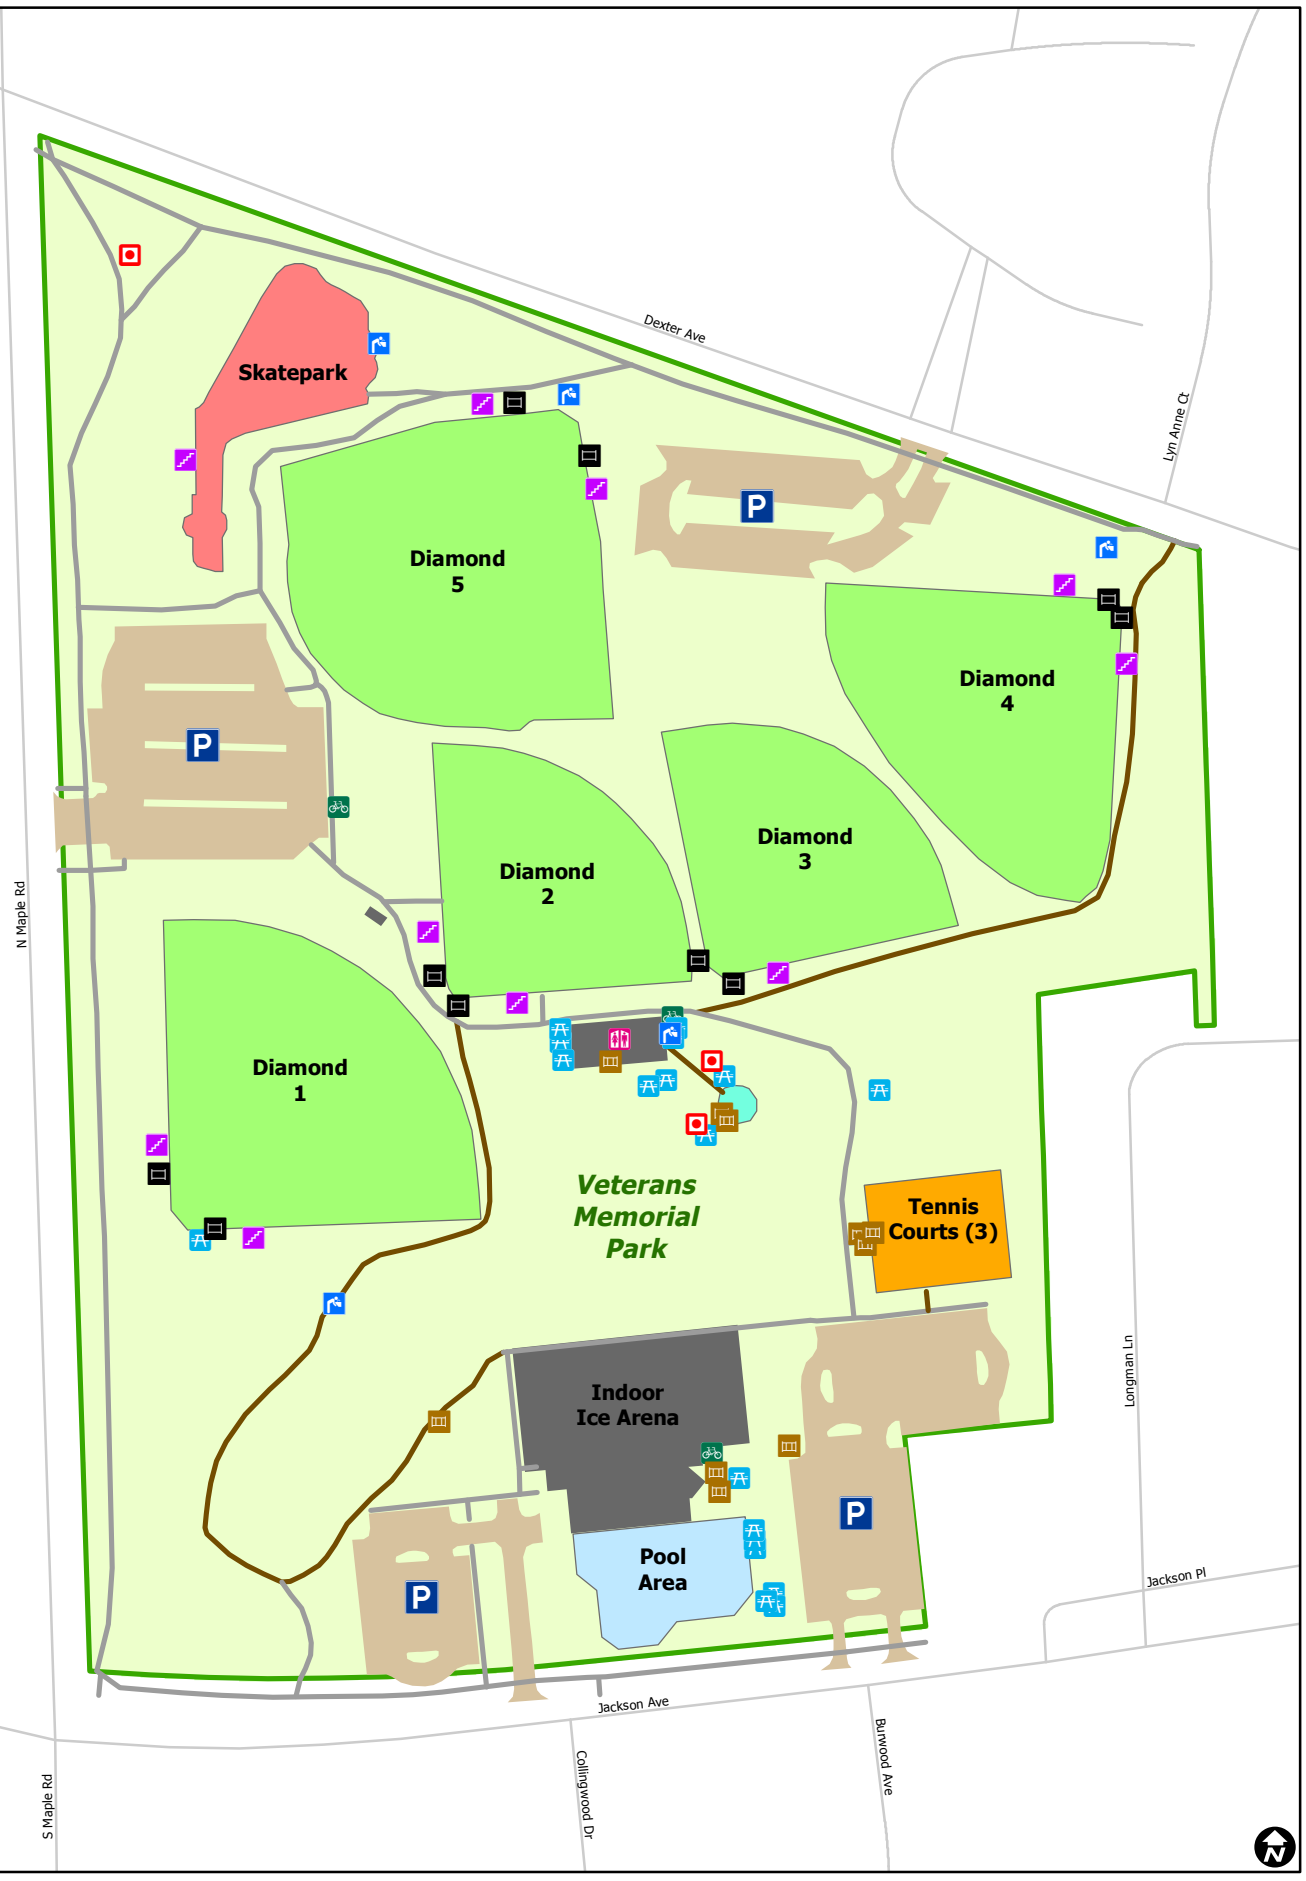 Dexter Ave
Lyn Anne Ct
Skatepark
P
Diamond
5
Diamond
4
P
Diamond
3
Diamond
2
N Maple Rd
Diamond
1
Veterans
Memorial
Park
Tennis
Courts (3)
Indoor
Ice Arena
Longman Ln
P
Pool
Area
P
Jackson Pl
Jackson Ave
Burwood Ave
Collingwood Dr
S Maple Rd
N